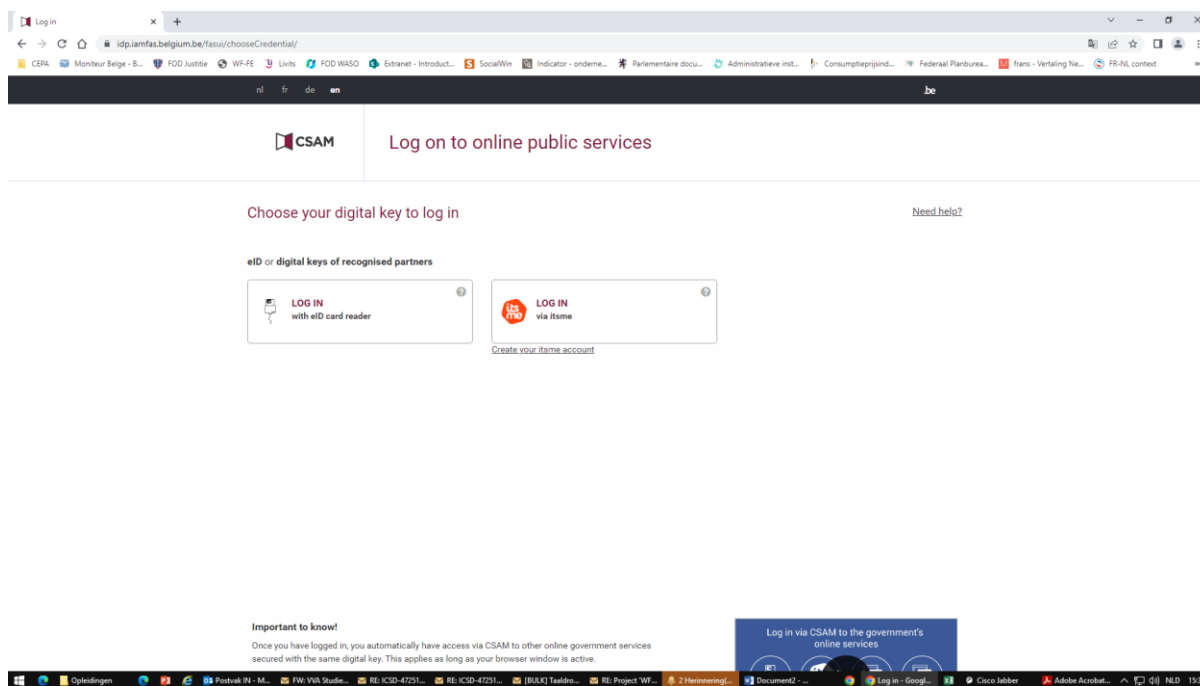 Log in
idp.iamfas.belgium.be/fasui/chooseCredential/
CEPA Moniteur Belge - B... FOD Justitie WF-FE Livits FOD WASO Extranet - Introduct... SocialWin Indicator - onderne... Parlementaire docu... Administratieve inst... Consumptieprijsind... Federaal Planburea... frans - Vertaling Ne... FR-NL context
nl fr de en .be
CSAM
Log on to online public services
Choose your digital key to log in
Need help?
eID or digital keys of recognised partners
LOG IN
with eID card reader
LOG IN
via itsme
Create your itsme account
Important to know!
Once you have logged in, you automatically have access via CSAM to other online government services
secured with the same digital key. This applies as long as your browser window is active.
Log in via CSAM to the government's
online services
Opleidingen Postvak IN - M... FW: VVA Studie... RE: ICSD-47251... RE: ICSD-47251... [BULK] Taaldro... RE: Project 'WF... 2 Herinnering(... Document2 - ... Log in - Googl... Cisco Jabber Adobe Acrobat... NLD